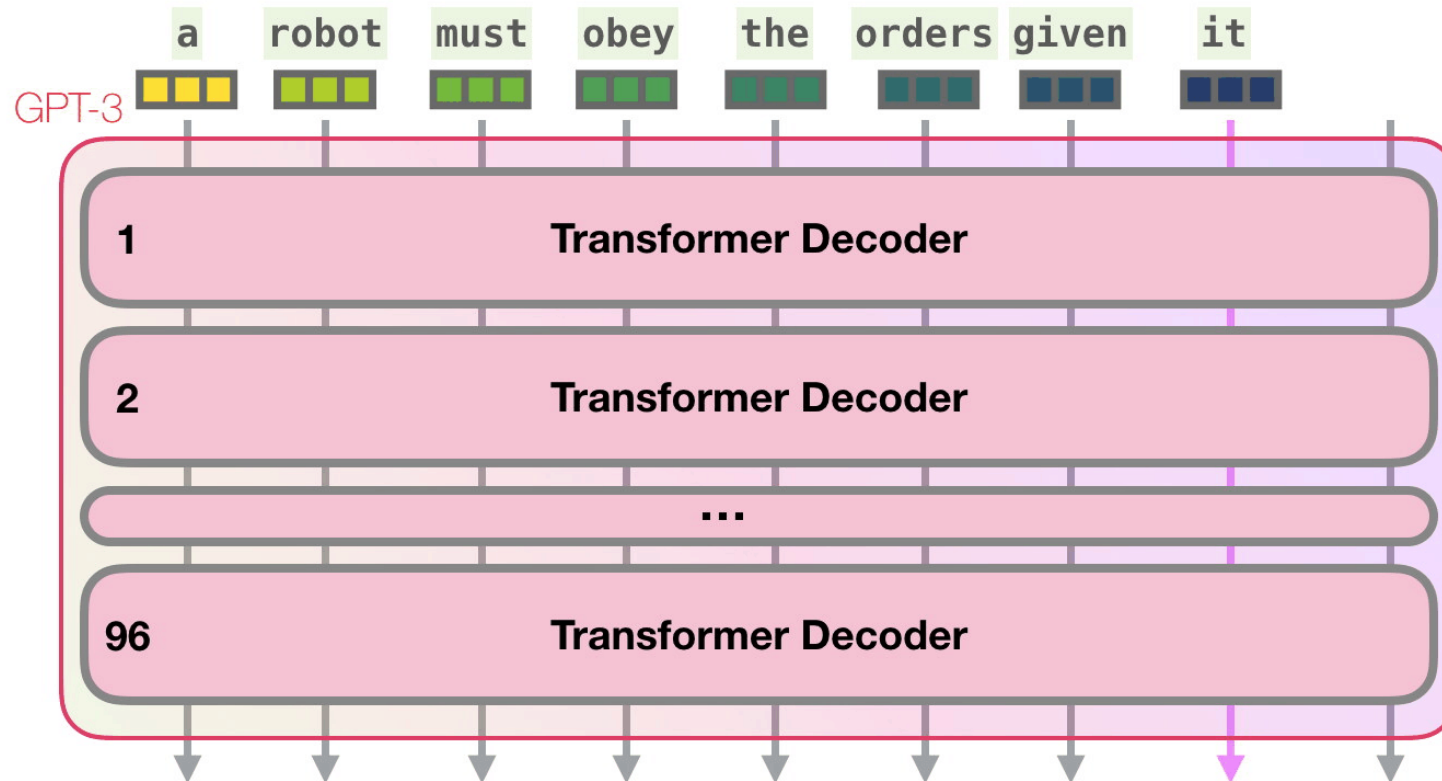 a robot must obey the orders given it
GPT-3
1 Transformer Decoder
2 Transformer Decoder
...
96 Transformer Decoder